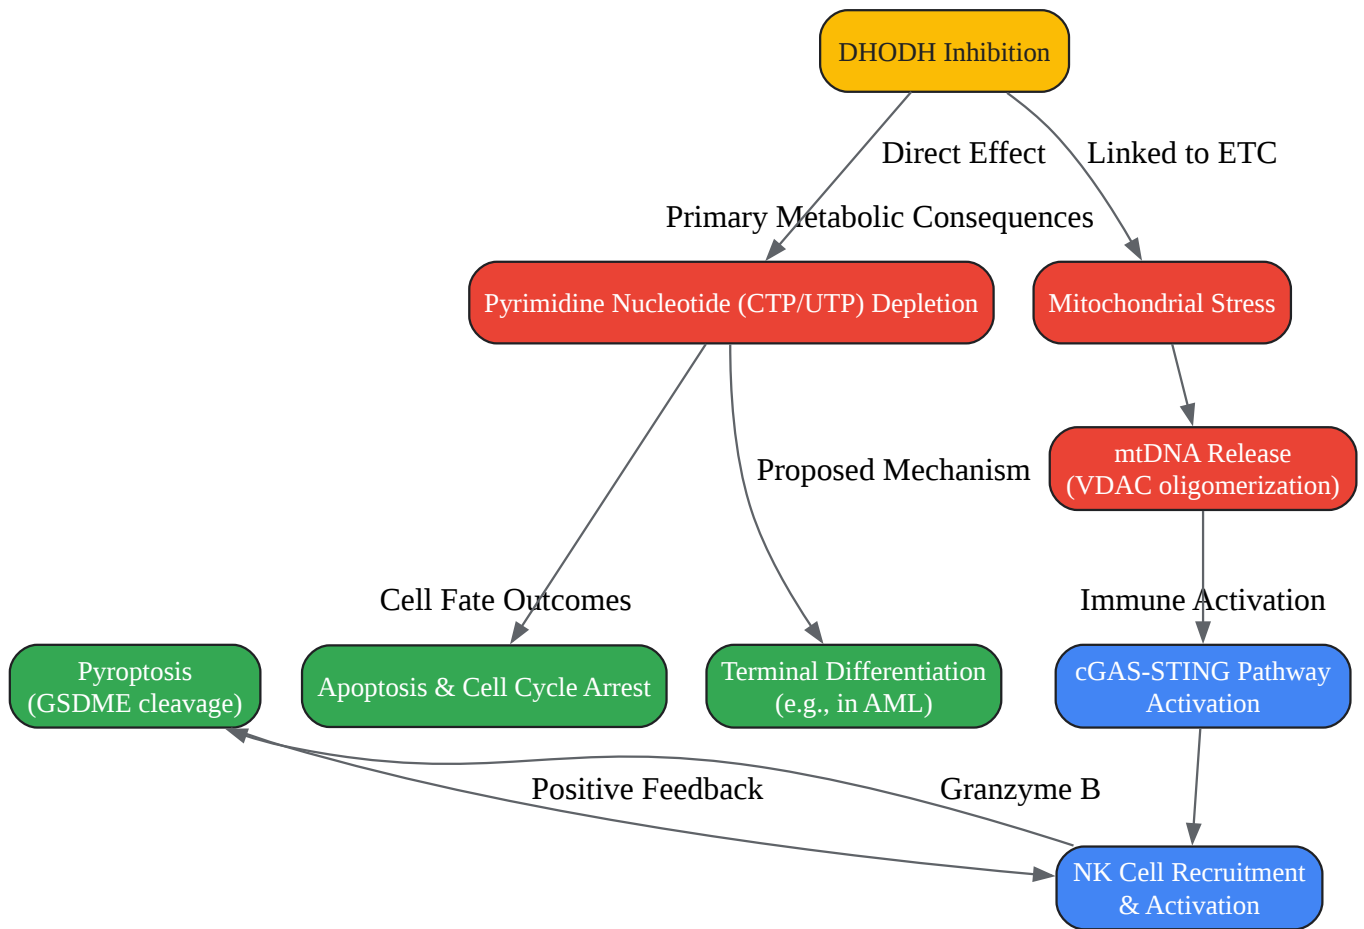 DHODH Inhibition
Direct Effect
Linked to ETC
Primary Metabolic Consequences
Pyrimidine Nucleotide (CTP/UTP) Depletion
Mitochondrial Stress
mtDNA Release
(VDAC oligomerization)
Proposed Mechanism
Cell Fate Outcomes
Immune Activation
Pyroptosis
(GSDME cleavage)
Apoptosis & Cell Cycle Arrest
Terminal Differentiation
(e.g., in AML)
cGAS-STING Pathway
Activation
Positive Feedback
Granzyme B
NK Cell Recruitment
& Activation